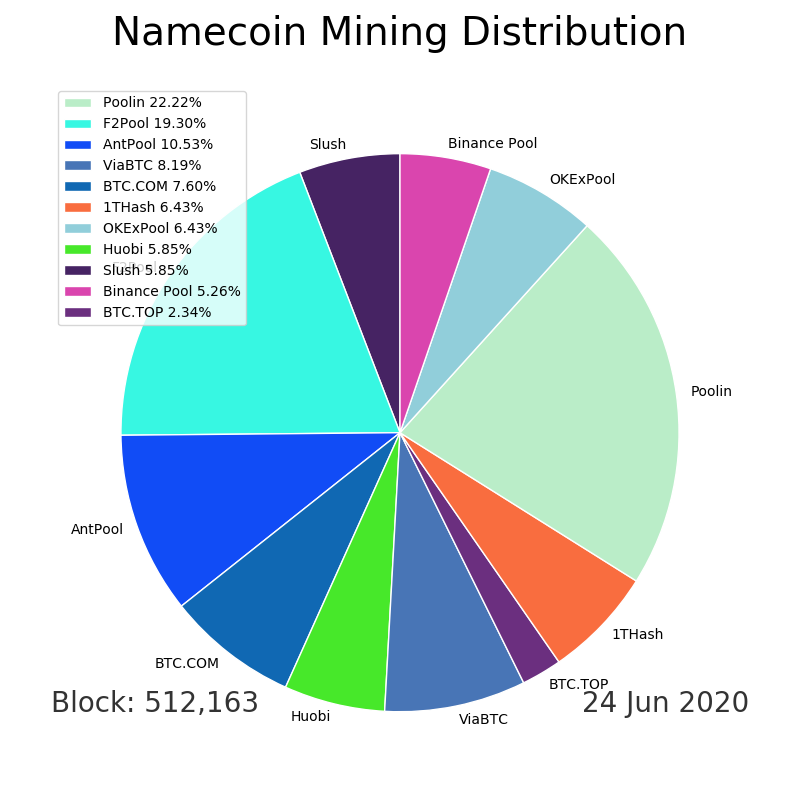 Namecoin Mining Distribution
Poolin 22.22%
F2Pool 19.30%
AntPool 10.53%
ViaBTC 8.19%
BTC.COM 7.60%
1THash 6.43%
OKExPool 6.43%
Huobi 5.85%
Slush 5.85%
Binance Pool 5.26%
BTC.TOP 2.34%
Slush
Binance Pool
OKExPool
F2Pool
Poolin
AntPool
1THash
BTC.COM
BTC.TOP
Huobi
ViaBTC
Block: 512,163
24 Jun 2020